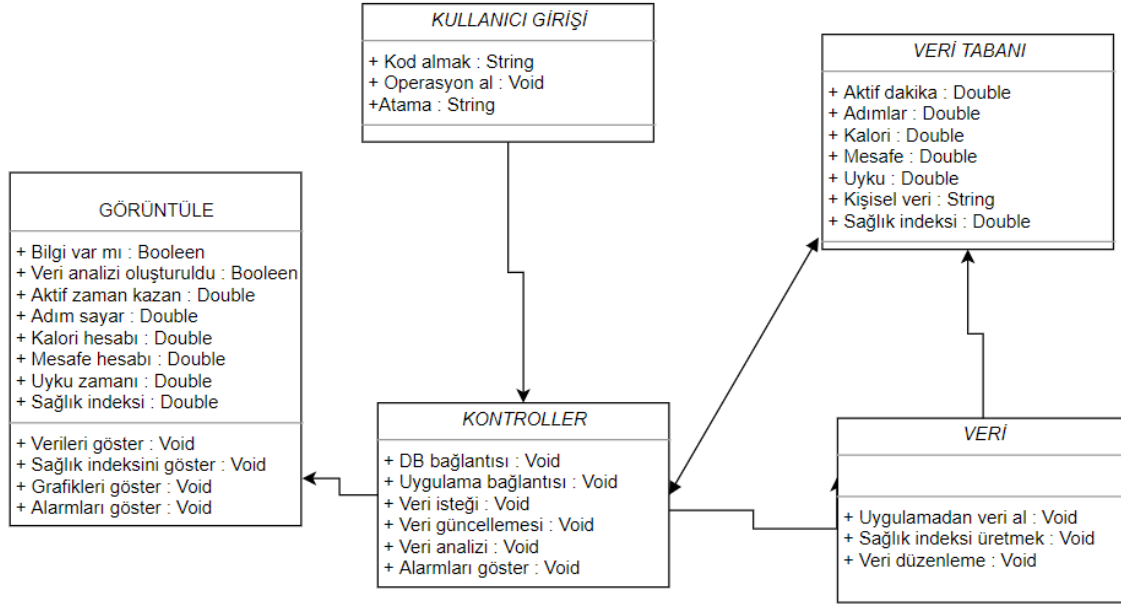 KULLANICI GİRİŞİ
+ Kod almak : String
+ Operasyon al : Void
+Atama : String
VERİ TABANI
+ Aktif dakika : Double
+ Adımlar : Double
+ Kalori : Double
+ Mesafe : Double
+ Uyku : Double
+ Kişisel veri : String
+ Sağlık indeksi : Double
GÖRÜNTÜLE
+ Bilgi var mı : Booleen
+ Veri analizi oluşturuldu : Booleen
+ Aktif zaman kazan : Double
+ Adım sayar : Double
+ Kalori hesabı : Double
+ Mesafe hesabı : Double
+ Uyku zamanı : Double
+ Sağlık indeksi : Double
+ Verileri göster : Void
+ Sağlık indeksini göster : Void
+ Grafikleri göster : Void
+ Alarmları göster : Void
KONTROLLER
+ DB bağlantısı : Void
+ Uygulama bağlantısı : Void
+ Veri isteği : Void
+ Veri güncellemesi : Void
+ Veri analizi : Void
+ Alarmları göster : Void
VERİ
+ Uygulamadan veri al : Void
+ Sağlık indeksi üretmek : Void
+ Veri düzenleme : Void